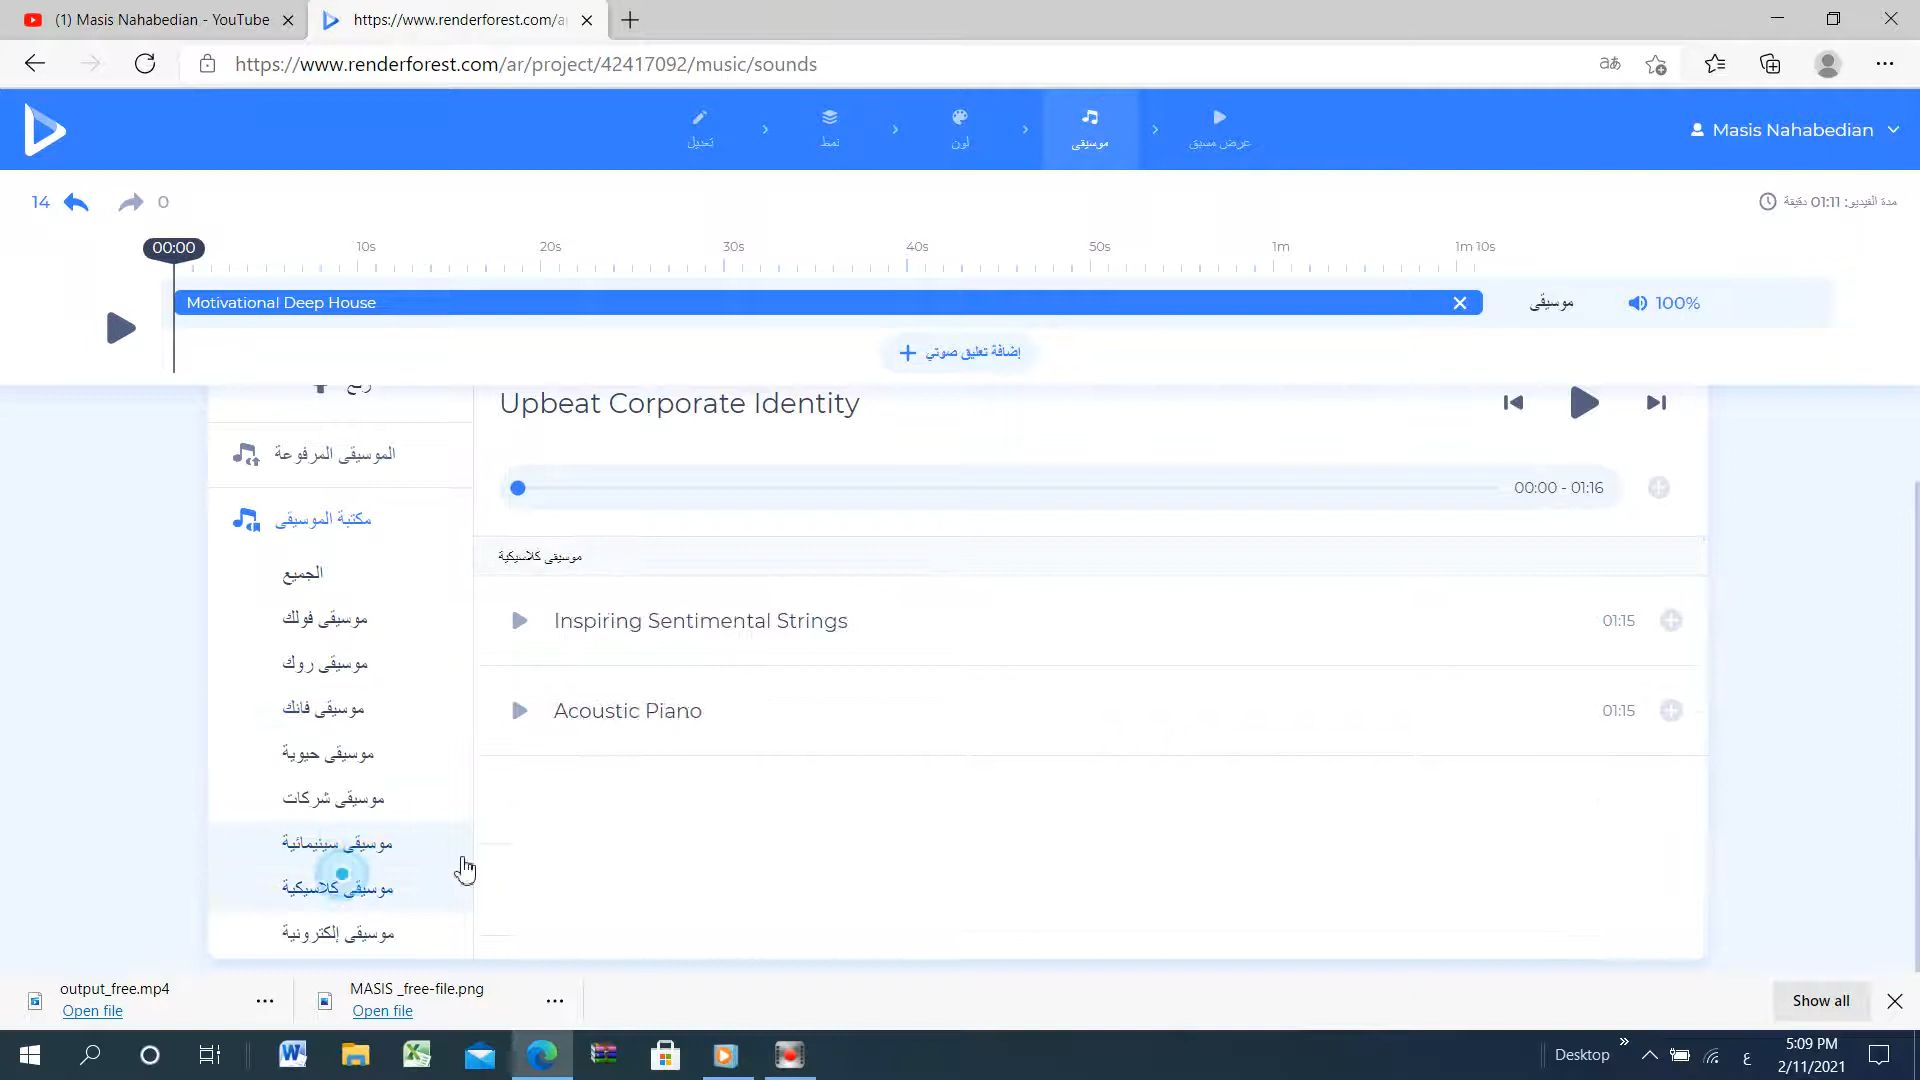 (1) Masis Nahabedian - YouTube
https://www.renderforest.com/a
https://www.renderforest.com/ar/project/42417092/music/sounds
تعديل
نمط
لون
موسيقى
عرض مسبق
Masis Nahabedian
14
0
مدة الفيديو: 01:11 دقيقة
00:00
10s
20s
30s
40s
50s
1m
1m 10s
Motivational Deep House
موسيقى
100%
إضافة تعليق صوتي
Upbeat Corporate Identity
الموسيقى المرفوعة
00:00 - 01:16
مكتبة الموسيقى
موسيقى كلاسيكية
الجميع
موسيقى فولك
Inspiring Sentimental Strings
01:15
موسيقى روك
موسيقى فانك
Acoustic Piano
01:15
موسيقى حيوية
موسيقى شركات
موسيقى سينيمائية
موسيقى كلاسيكية
موسيقى إلكترونية
output_free.mp4
Open file
MASIS _free-file.png
Open file
Show all
Desktop
ع
5:09 PM
2/11/2021